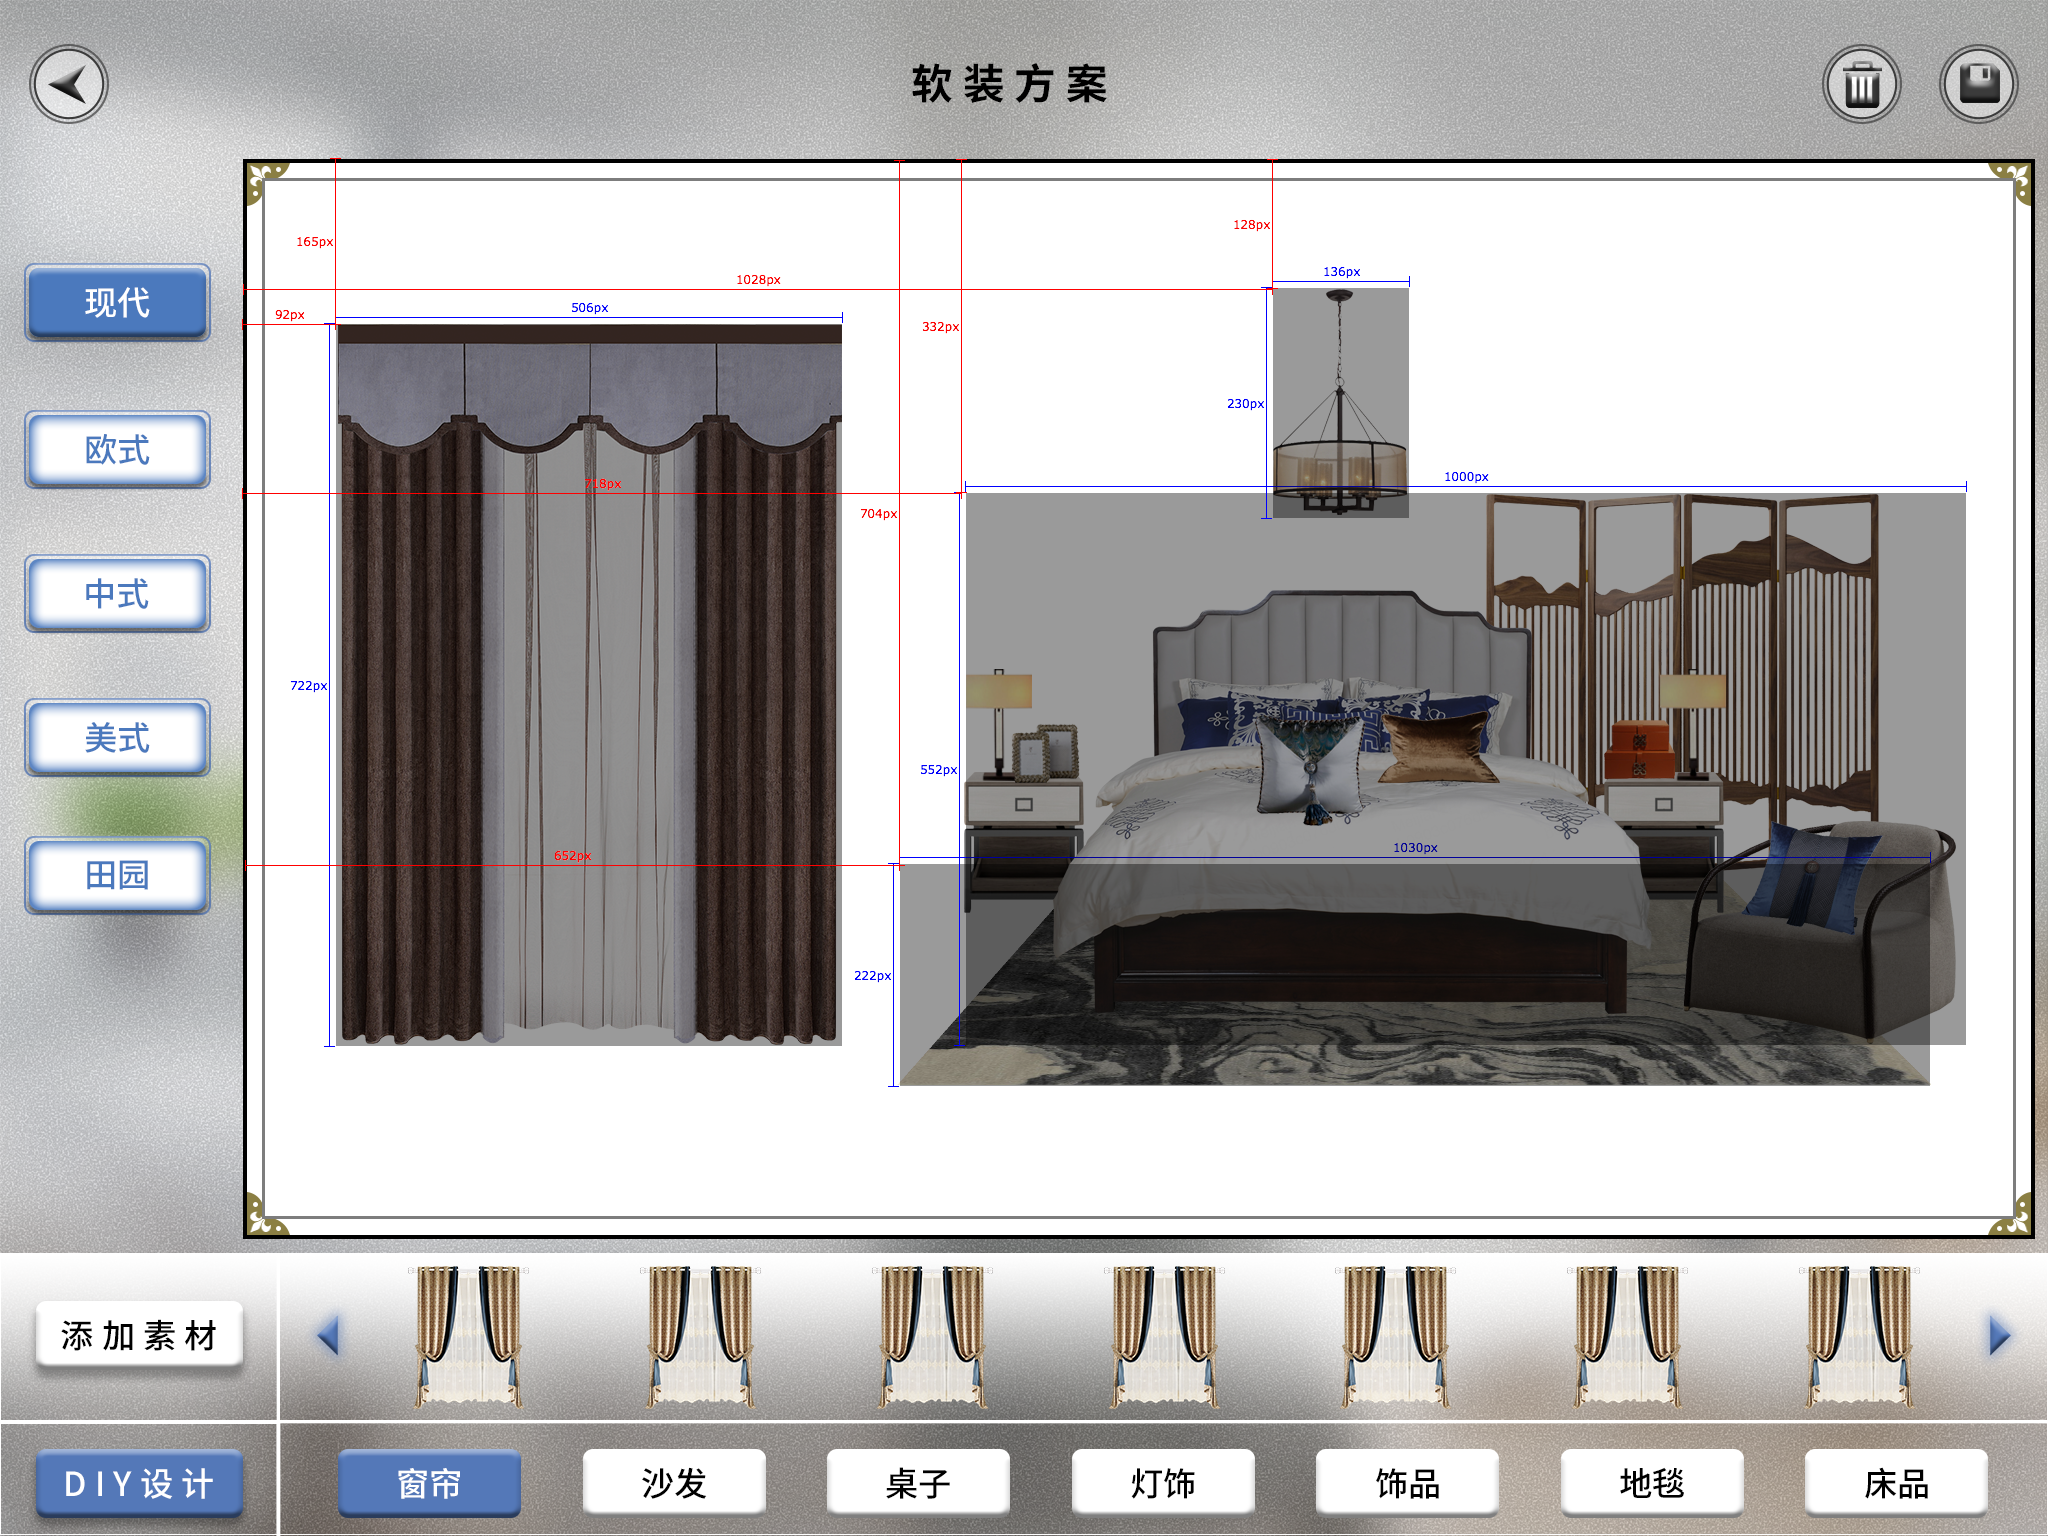 软装方案
165px
128px
136px
1028px
506px
92px
332px
230px
1000px
718px
704px
722px
552px
652px
1030px
222px
现代
欧式
中式
美式
田园
添加素材
DIY设计
窗帘
沙发
桌子
灯饰
饰品
地毯
床品